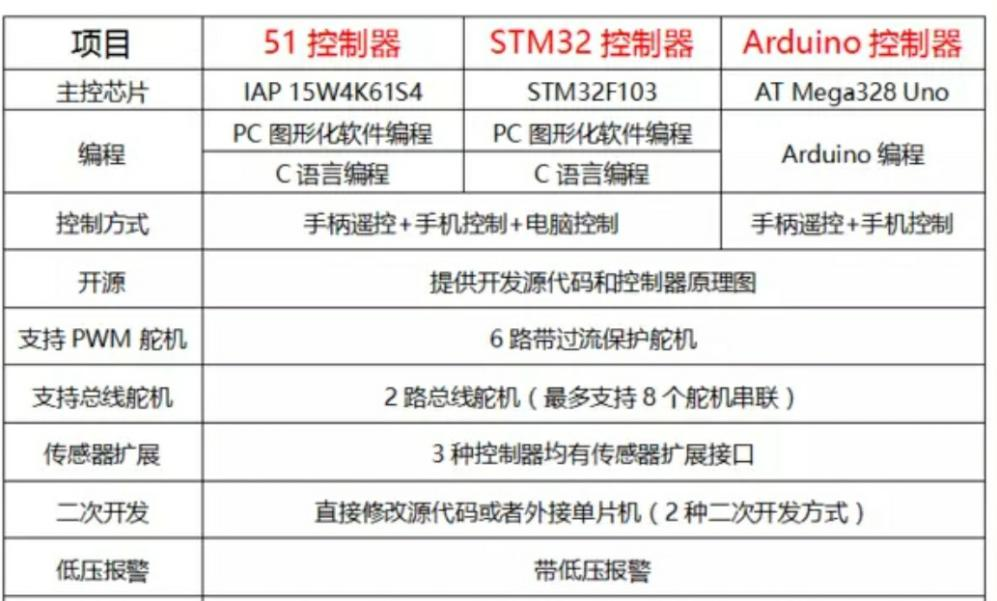 项目 51 控制器 STM32 控制器 Arduino 控制器
主控芯片 IAP 15W4K61S4 STM32F103 AT Mega328 Uno
编程 PC 图形化软件编程 PC 图形化软件编程 Arduino 编程
C 语言编程 C 语言编程
控制方式 手柄遥控+手机控制+电脑控制 手柄遥控+手机控制
开源 提供开发源代码和控制器原理图
支持 PWM 舵机 6 路带过流保护舵机
支持总线舵机 2 路总线舵机（最多支持 8 个舵机串联）
传感器扩展 3 种控制器均有传感器扩展接口
二次开发 直接修改源代码或者外接单片机（2 种二次开发方式）
低压报警 带低压报警